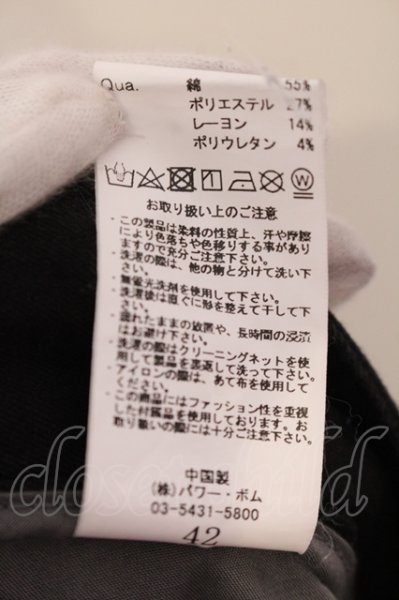 Qua. 綿 55%
ポリエステル 27%
レーヨン 14%
ポリウレタン 4%
お取り扱い上のご注意
・この製品は染料の性質上、汗や摩擦
により色落ちや色移りする事があり
ますので充分ご注意下さい。
・洗濯の際は、他の物と分けて洗い下
さい。
・無蛍光洗剤を使用して下さい。
・洗濯後は直ぐに形を整えて干して下
さい。
・濡れたままの放置や、長時間の浸漬
はお避け下さい。
・洗濯の際はクリーニングネットを使
用して製品を裏返して洗って下さい。
・アイロンの際は、あて布を使用して
ください。
・この商品にはファッション性を重視
した付属品を使用しております。お
取り扱いの際には十分ご注意下さい。
中国製
(株)パワー・ボム
03-5431-5800
42
closet child